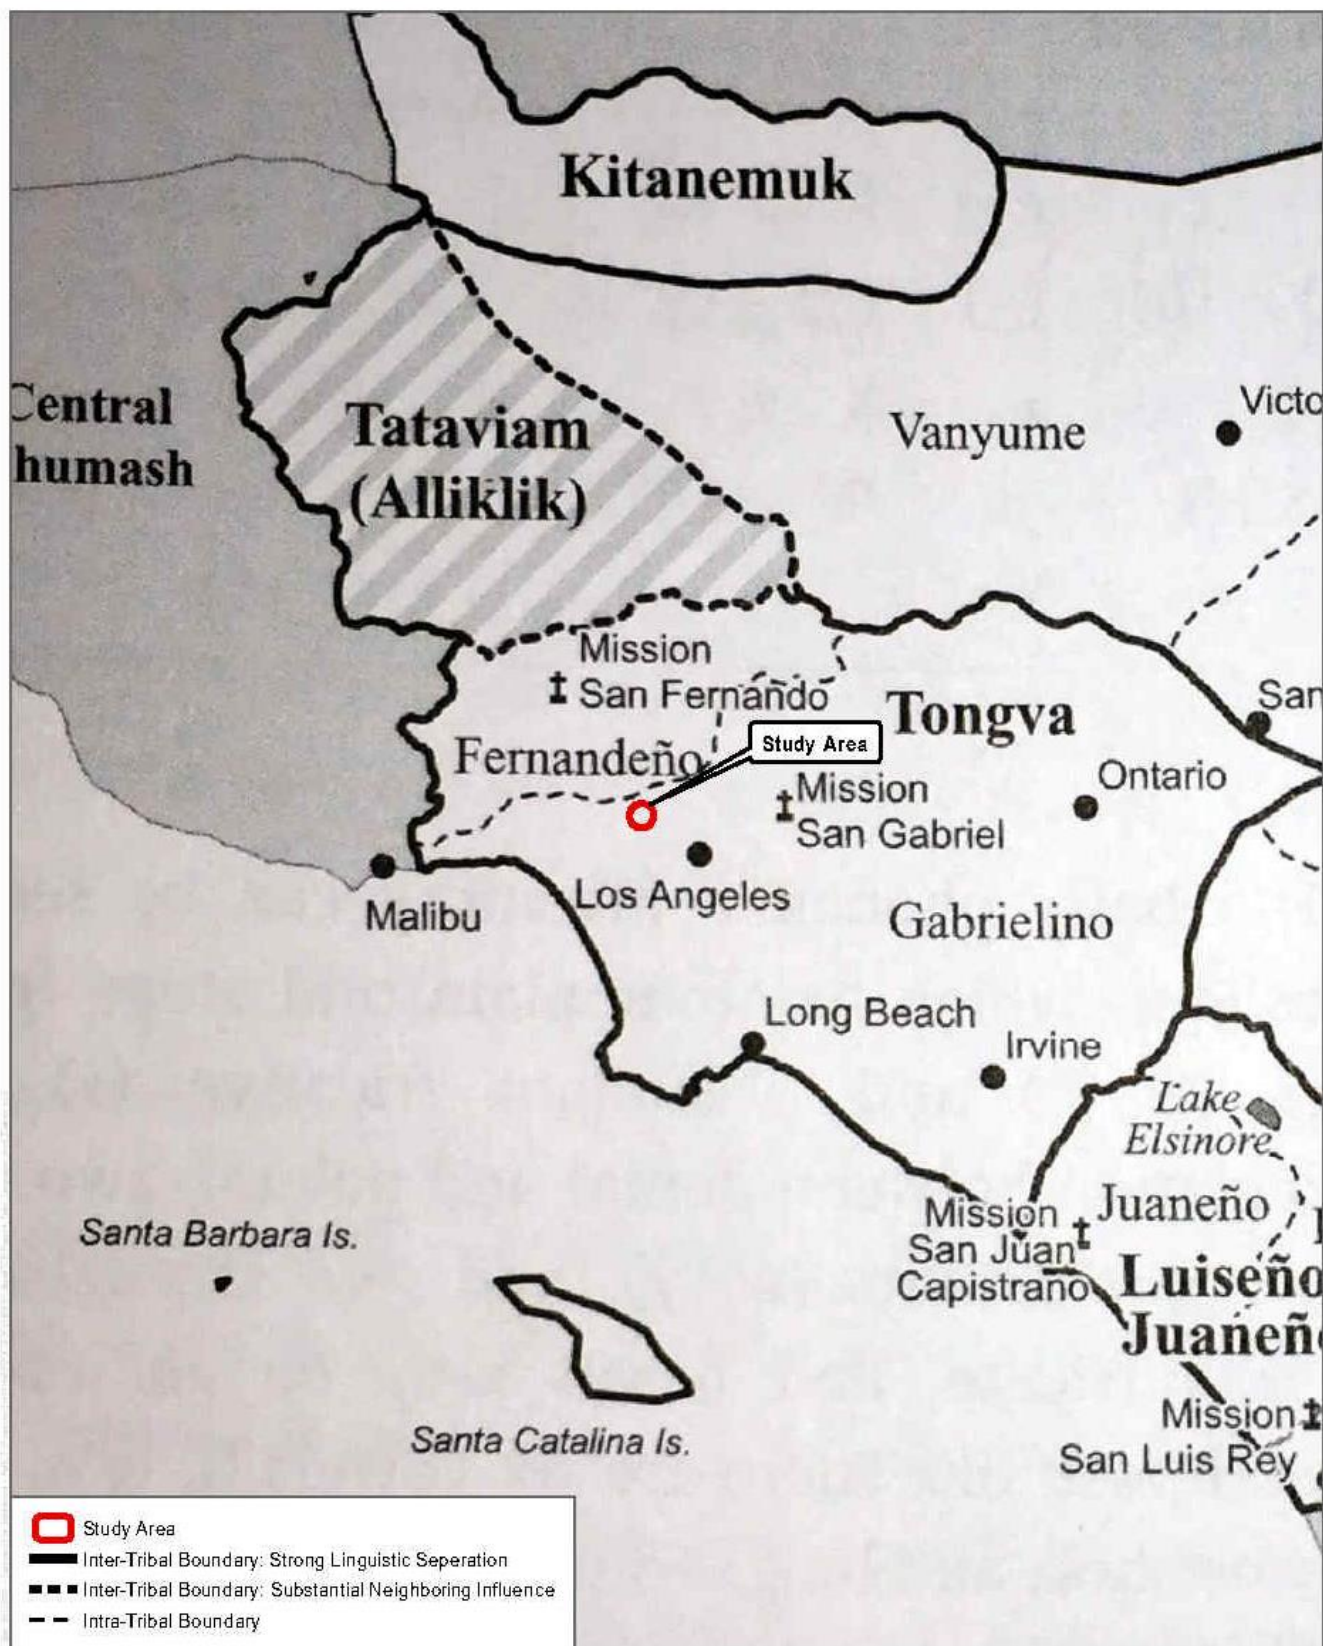 Kitanemuk
Central
humash
Tataviam
(Alliklik)
Vanyume
Victo
Mission
San Fernando
Tongva
San
Fernandeño
Study Area
Mission
San Gabriel
Ontario
Los Angeles
Malibu
Gabrielino
Long Beach
Irvine
Lake
Elsinore
Juaneño
Mission
San Juan
Capistrano
Luiseño
Juaneño
Santa Barbara Is.
Santa Catalina Is.
Mission
San Luis Rey
Study Area
Inter-Tribal Boundary: Strong Linguistic Seperation
Inter-Tribal Boundary: Substantial Neighboring Influence
Intra-Tribal Boundary